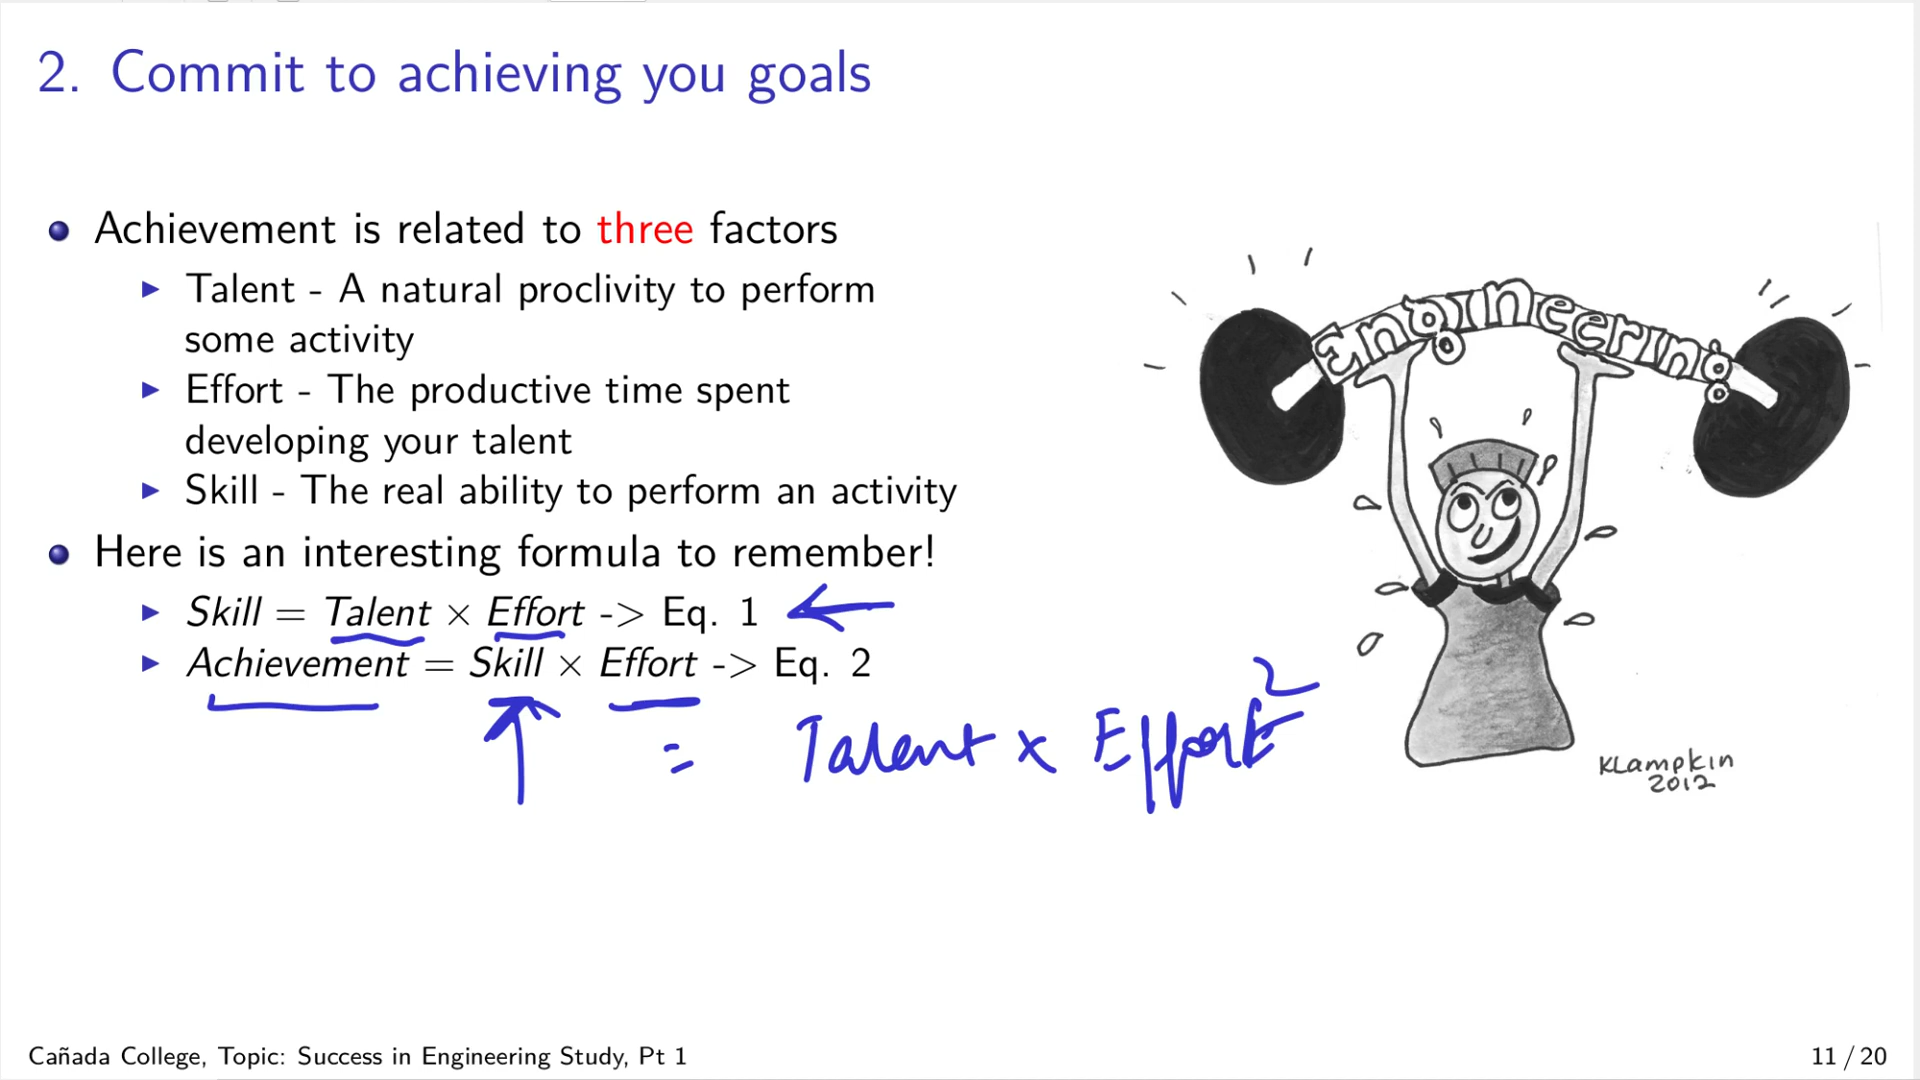 2. Commit to achieving you goals
Achievement is related to three factors
Talent - A natural proclivity to perform
some activity
Effort - The productive time spent
developing your talent
Skill - The real ability to perform an activity
Here is an interesting formula to remember!
Skill = Talent × Effort -> Eq. 1
Achievement = Skill × Effort -> Eq. 2
= Talent x Effort²
Engineering
KLampkin
2012
Cañada College, Topic: Success in Engineering Study, Pt 1
11 / 20